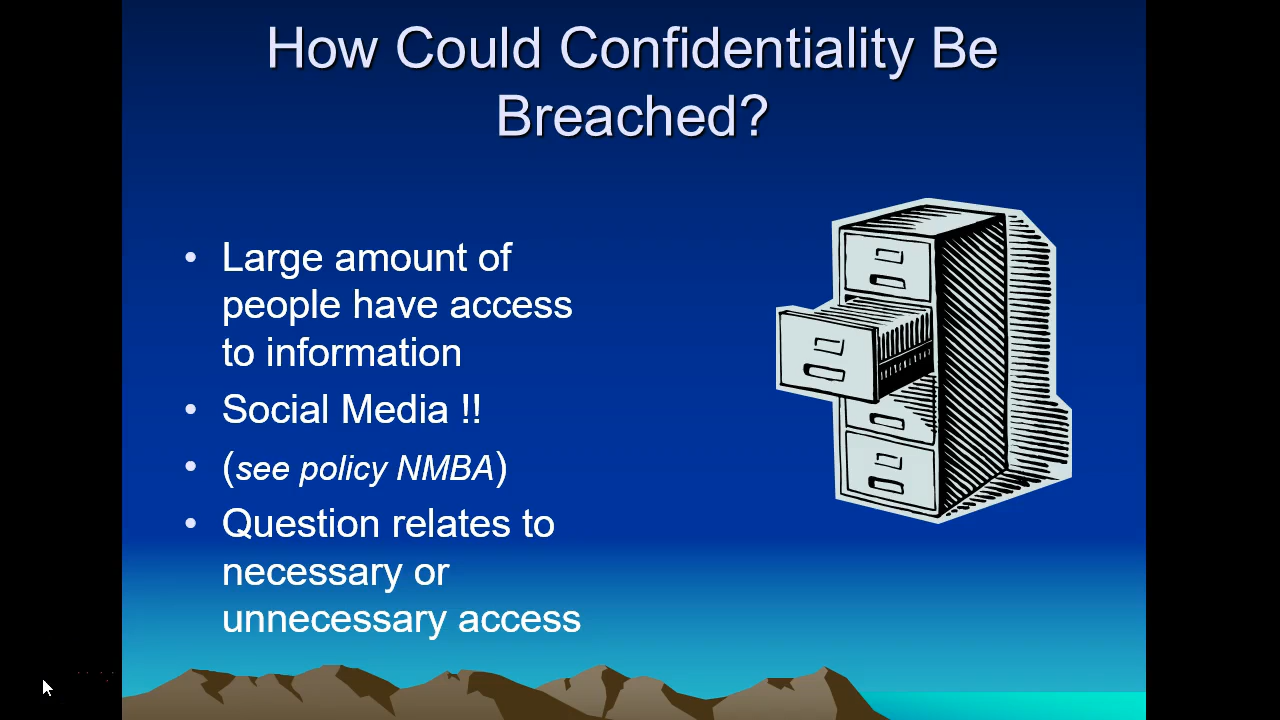 How Could Confidentiality Be
Breached?
• Large amount of
people have access
to information
• Social Media !!
• (see policy NMBA)
• Question relates to
necessary or
unnecessary access